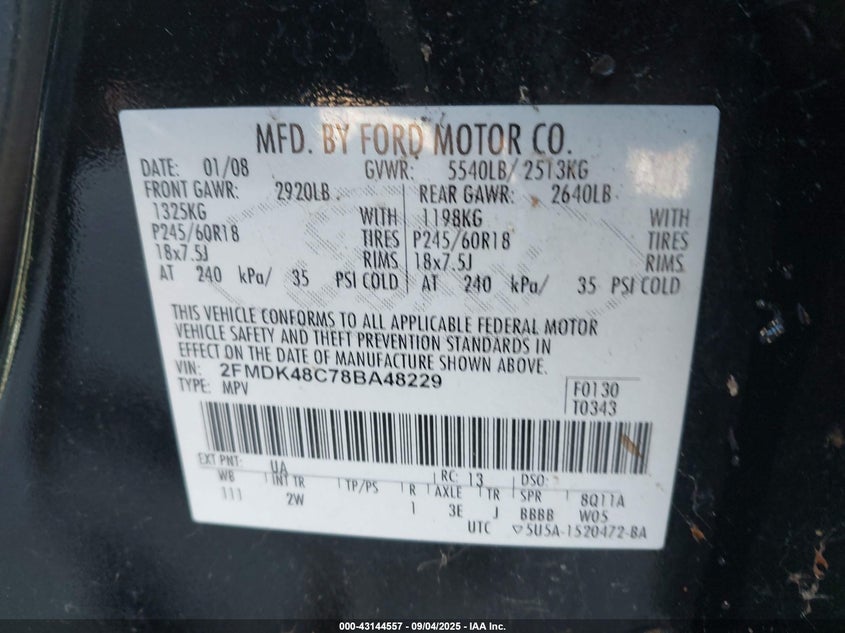 MFD. BY FORD MOTOR CO.
DATE: 01/08 GVWR: 5540LB/ 2513KG
FRONT GAWR: 2920LB REAR GAWR: 2640LB
1325KG WITH 1198KG WITH
P245/60R18 TIRES P245/60R18 TIRES
18x7.5J RIMS 18x7.5J RIMS
AT 240 kPa/ 35 PSI COLD AT 240 kPa/ 35 PSI COLD
THIS VEHICLE CONFORMS TO ALL APPLICABLE FEDERAL MOTOR
VEHICLE SAFETY AND THEFT PREVENTION STANDARDS IN
EFFECT ON THE DATE OF MANUFACTURE SHOWN ABOVE.
VIN: 2FMDK48C78BA48229
TYPE: MPV F0130
T0343
EXT PNT: UA RC: 13 DSO:
WB INT TR TP/PS R AXLE TR SPR 8Q11A
111 2W 1 3E J BBBB W05
UTC ▽5U5A-1520472-BA
000-43144557 - 09/04/2025 - IAA Inc.